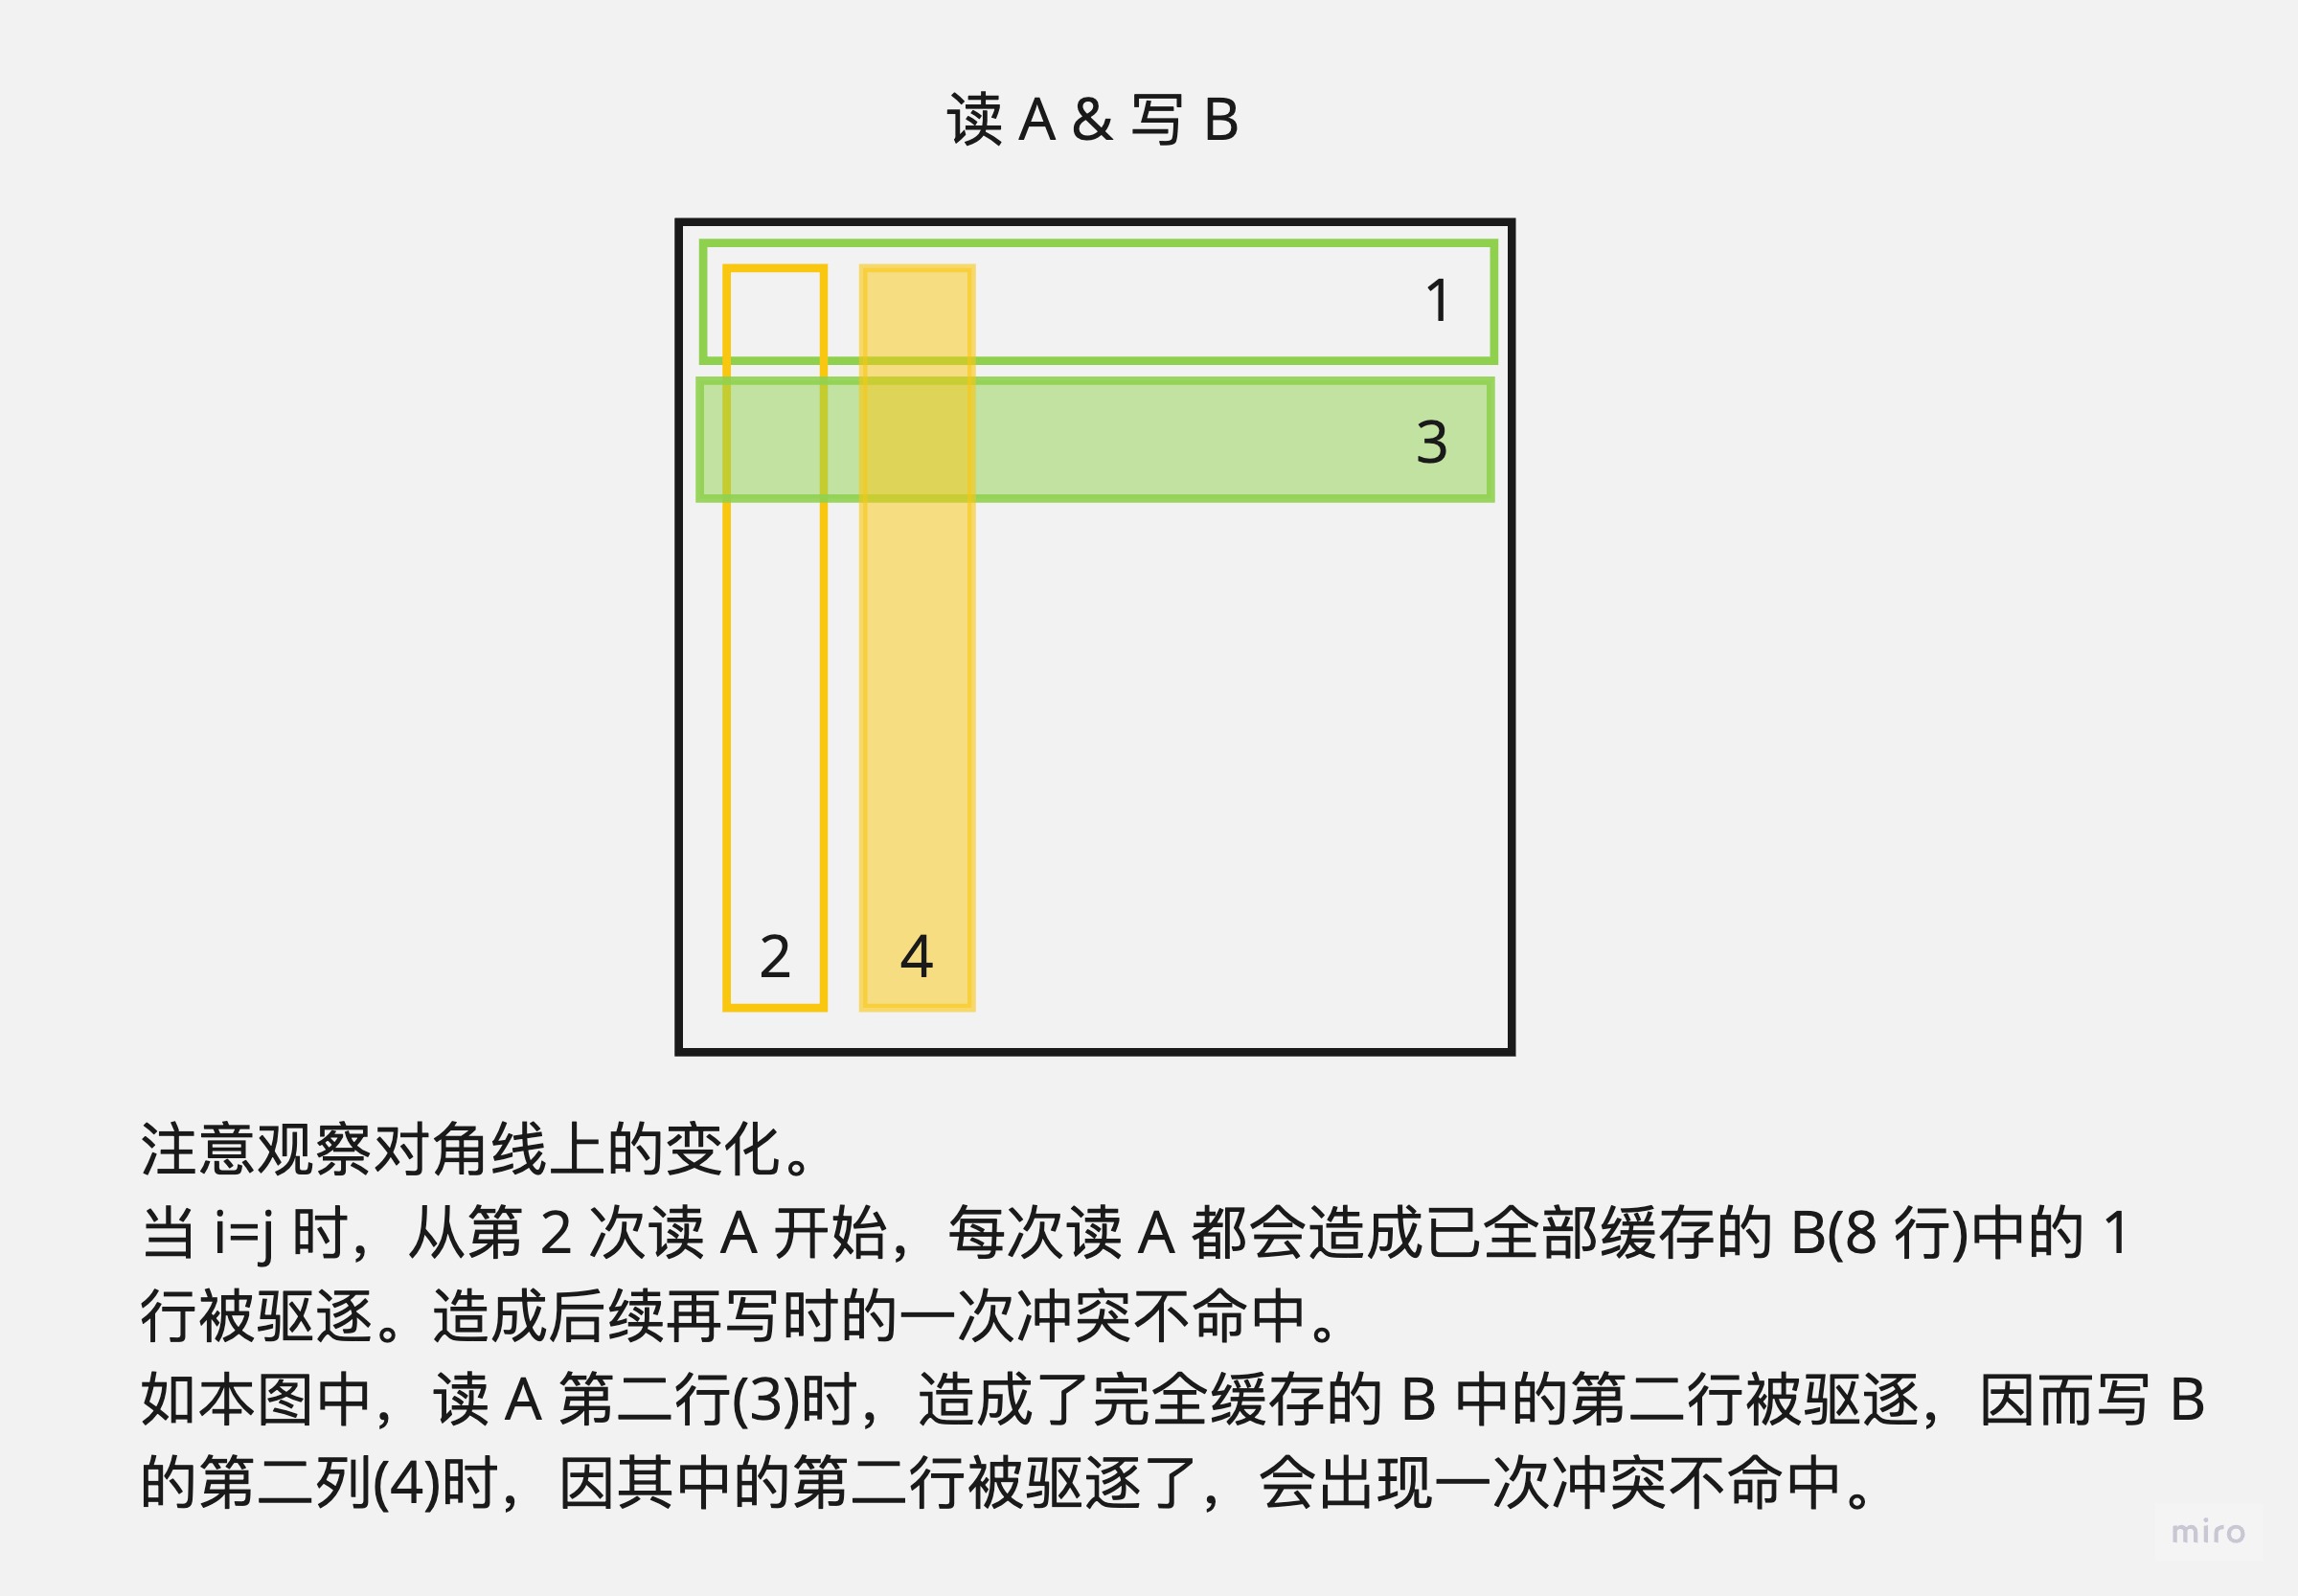 读 A & 写 B
1
3
2
4
注意观察对角线上的变化。
当 i=j 时，从第 2 次读 A 开始，每次读 A 都会造成已全部缓存的 B(8 行)中的 1
行被驱逐。造成后续再写时的一次冲突不命中。
如本图中，读 A 第二行(3)时，造成了完全缓存的 B 中的第二行被驱逐，因而写 B
的第二列(4)时，因其中的第二行被驱逐了，会出现一次冲突不命中。
miro